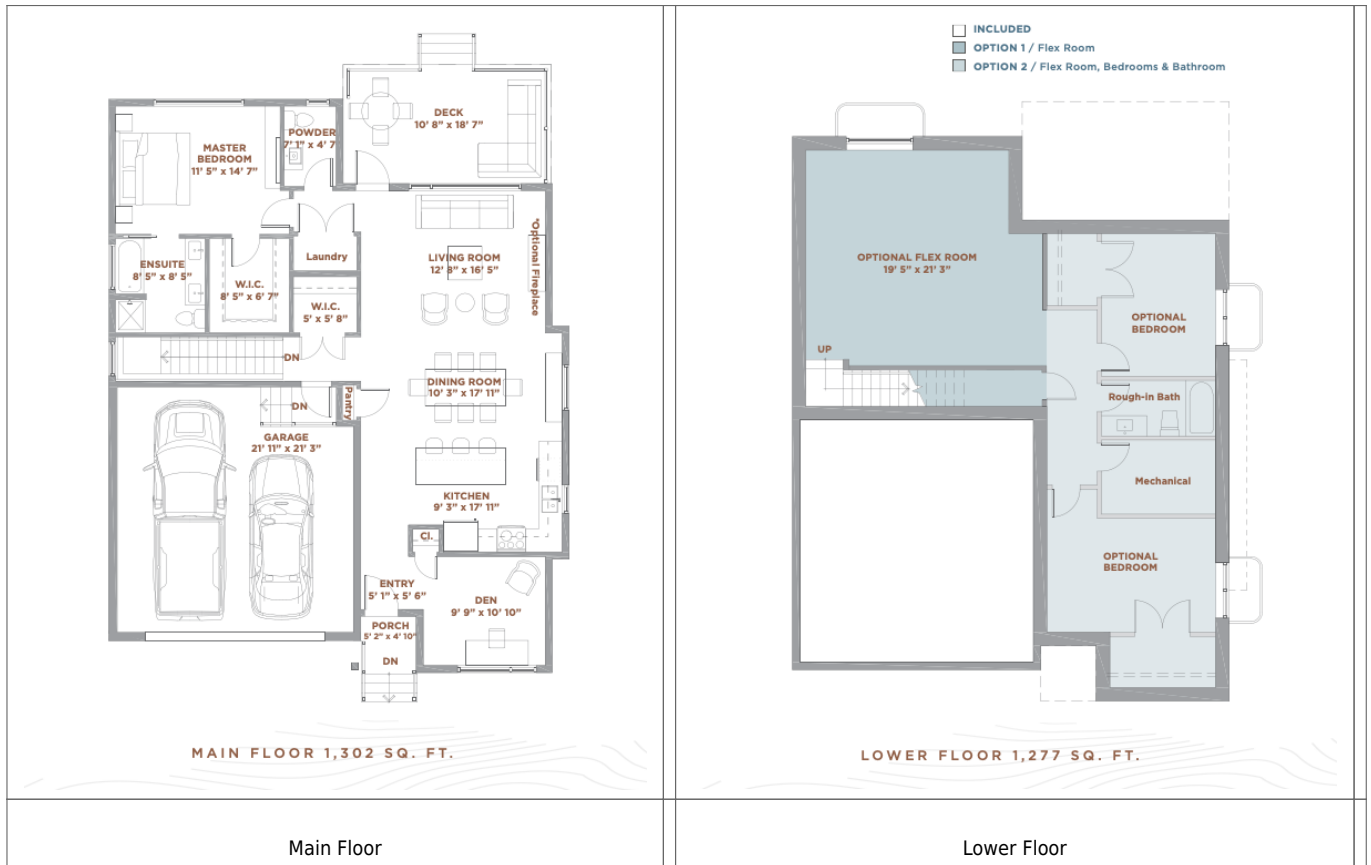 DECK
10' 8" x 18' 7"
POWDER
7' 1" x 4' 7
MASTER
BEDROOM
11' 5" x 14' 7"
*Optional Fireplace
Laundry
LIVING ROOM
12' 8" x 16' 5"
ENSUITE
8' 5" x 8' 5"
W.I.C.
8' 5" x 6' 7"
W.I.C.
5' x 5' 8"
DN
DINING ROOM
10' 3" x 17' 11"
DN
Pantry
GARAGE
21' 11" x 21' 3"
KITCHEN
9' 3" x 17' 11"
Cl.
ENTRY
5' 1" x 5' 6"
DEN
9' 9" x 10' 10"
PORCH
5' 2" x 4' 10"
DN
MAIN FLOOR 1,302 SQ. FT.
Main Floor
INCLUDED
OPTION 1 / Flex Room
OPTION 2 / Flex Room, Bedrooms & Bathroom
OPTIONAL FLEX ROOM
19' 5" x 21' 3"
OPTIONAL
BEDROOM
UP
Rough-in Bath
Mechanical
OPTIONAL
BEDROOM
LOWER FLOOR 1,277 SQ. FT.
Lower Floor